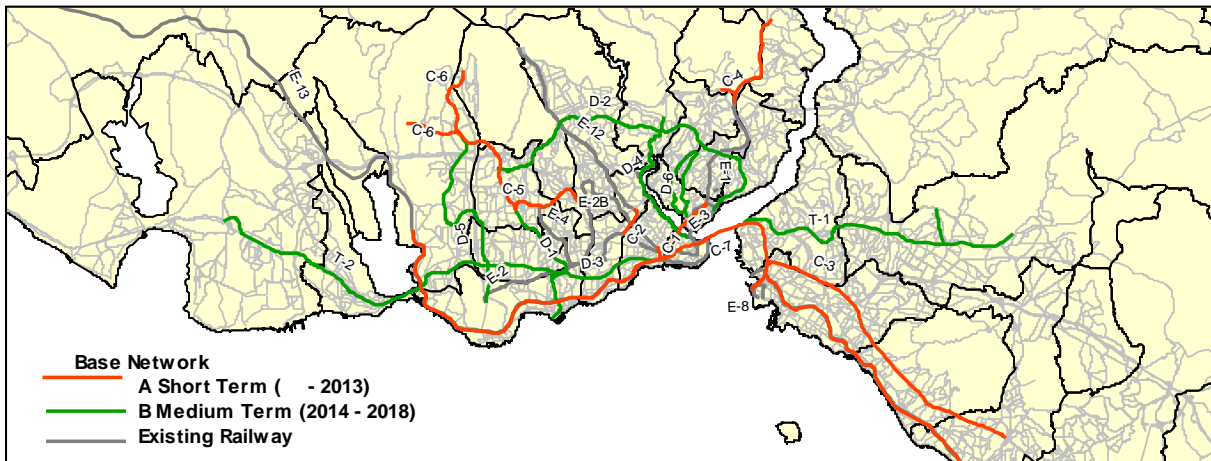 E-13
C-6
C-6
D-2
E-12
C-4
D-4
D-6
E-1
C-5
E-2B
E-4
E-3
D-5
D-1
C-2
C-1
C-7
T-1
T-2
E-2
D-3
C-3
E-8
Base Network
A Short Term ( - 2013)
B Medium Term (2014 - 2018)
Existing Railway